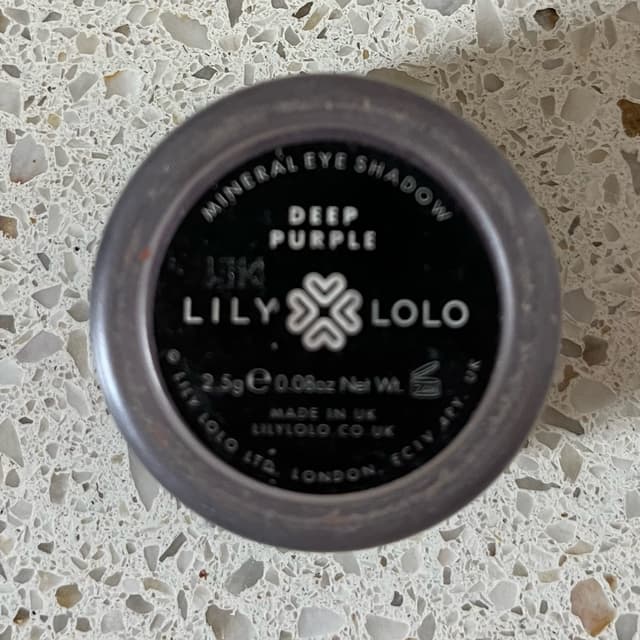 MINERAL EYE SHADOW
DEEP
PURPLE
LILY LOLO
2.5g e 0.08oz Net Wt.
MADE IN UK
LILYLOLO.CO.UK
© LILY LOLO LTD. LONDON, EC1V 4PY. UK